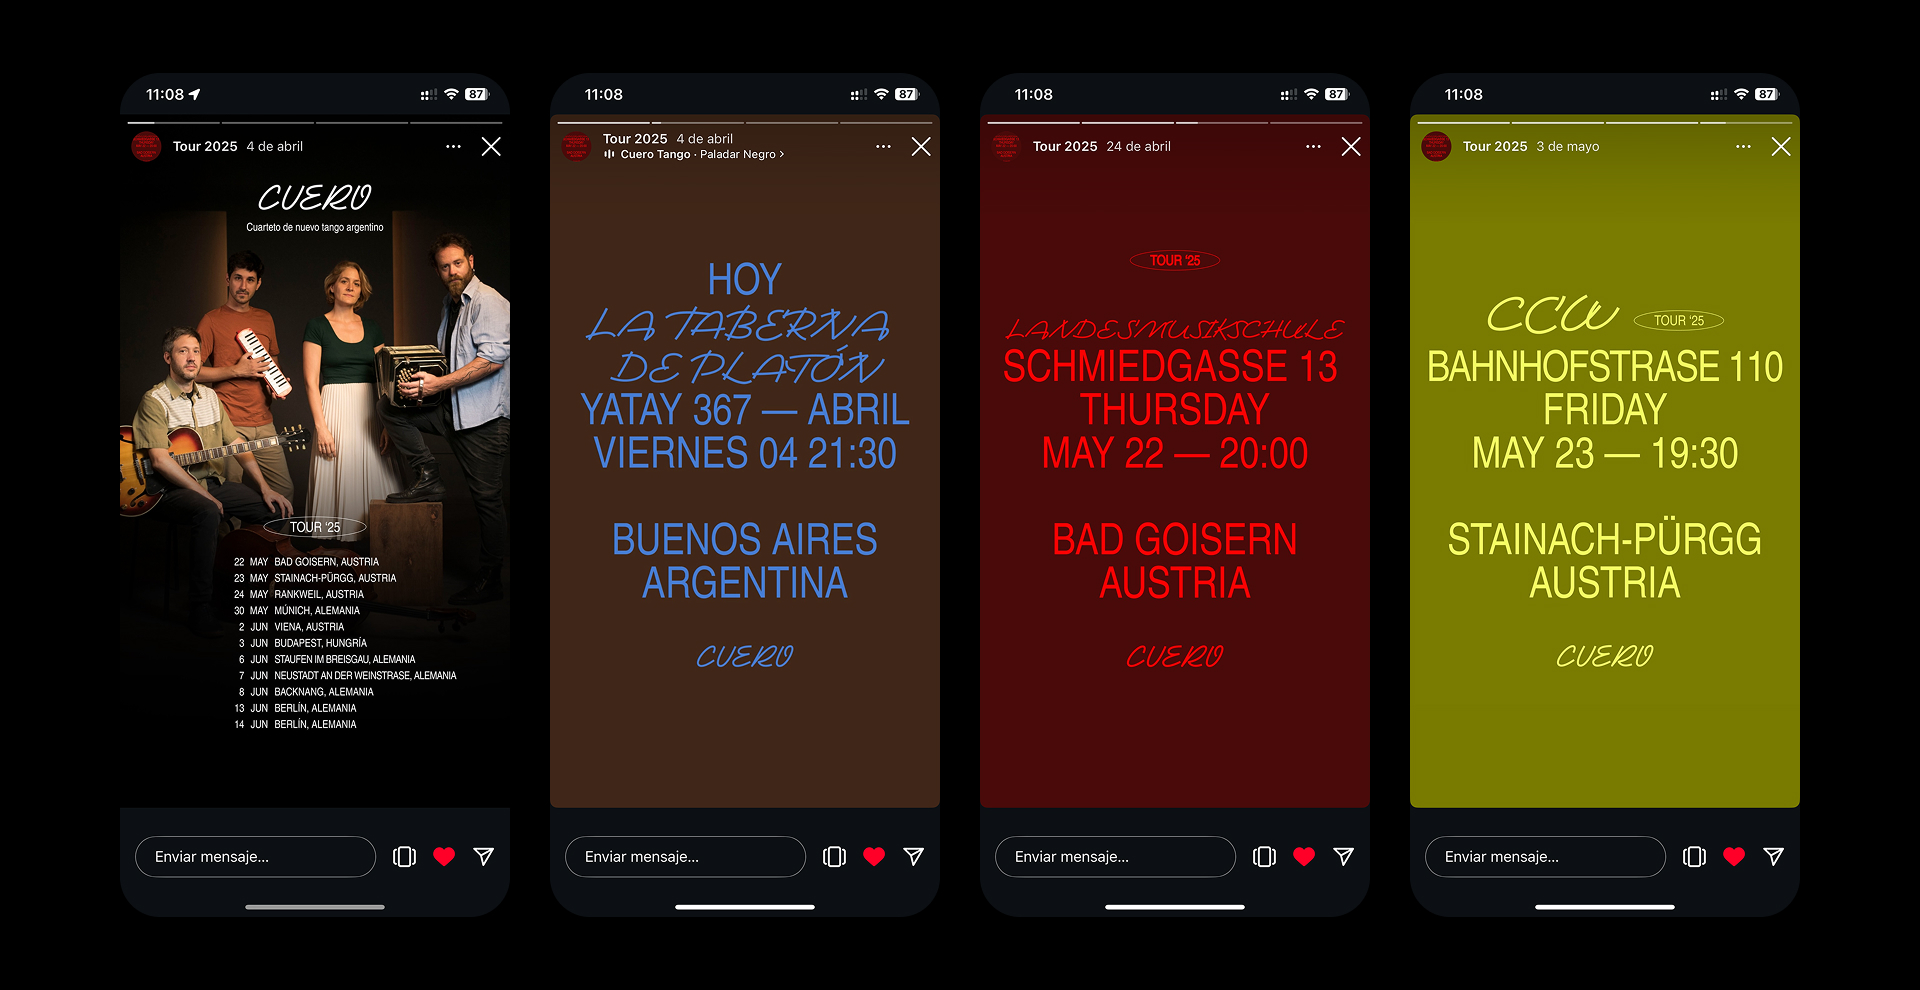 11:08
87
Tour 2025 4 de abril
CUERO
Cuarteto de nuevo tango argentino
TOUR ‘25
22 MAY BAD GOISERN, AUSTRIA
23 MAY STAINACH-PÜRGG, AUSTRIA
24 MAY RANKWEIL, AUSTRIA
30 MAY MÚNICH, ALEMANIA
2 JUN VIENA, AUSTRIA
3 JUN BUDAPEST, HUNGRÍA
6 JUN STAUFEN IM BREISGAU, ALEMANIA
7 JUN NEUSTADT AN DER WEINSTRASE, ALEMANIA
8 JUN BACKNANG, ALEMANIA
13 JUN BERLÍN, ALEMANIA
14 JUN BERLÍN, ALEMANIA
Enviar mensaje...
11:08
87
Tour 2025 4 de abril
Cuero Tango · Paladar Negro >
HOY
LA TABERNA
DE PLATÓN
YATAY 367 — ABRIL
VIERNES 04 21:30
BUENOS AIRES
ARGENTINA
CUERO
Enviar mensaje...
11:08
87
Tour 2025 24 de abril
TOUR ‘25
LANDESMUSIKSCHULE
SCHMIEDGASSE 13
THURSDAY
MAY 22 — 20:00
BAD GOISERN
AUSTRIA
CUERO
Enviar mensaje...
11:08
87
Tour 2025 3 de mayo
CCW TOUR ‘25
BAHNHOFSTRASE 110
FRIDAY
MAY 23 — 19:30
STAINACH-PÜRGG
AUSTRIA
CUERO
Enviar mensaje...